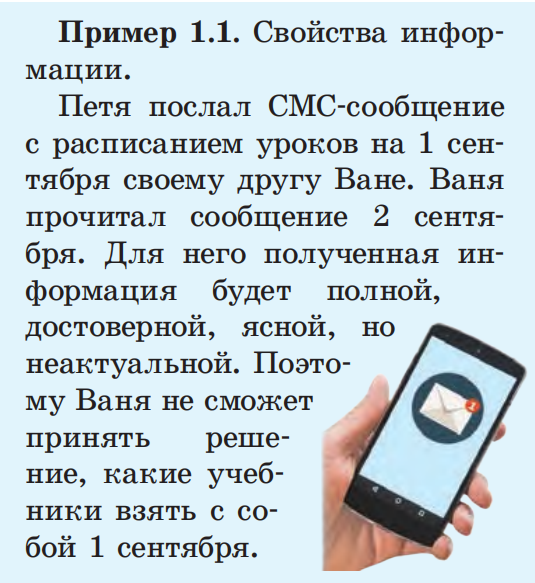 Пример 1.1. Свойства инфор-
мации.
Петя послал СМС-сообщение
с расписанием уроков на 1 сен-
тября своему другу Ване. Ваня
прочитал сообщение 2 сентя-
бря. Для него полученная ин-
формация будет полной,
достоверной, ясной, но
неактуальной. Поэто-
му Ваня не сможет
принять реше-
ние, какие учеб-
ники взять с со-
бой 1 сентября.
1